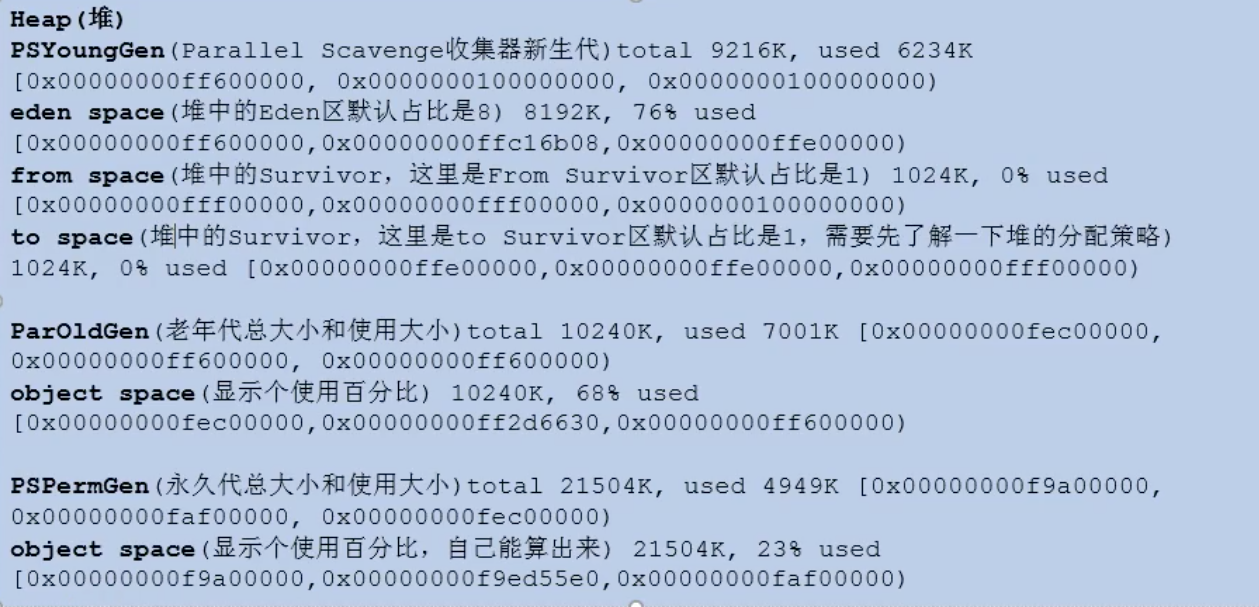 Heap(堆)
PSYoungGen(Parallel Scavenge收集器新生代)total 9216K, used 6234K
[0x00000000ff600000, 0x0000000100000000, 0x0000000100000000)
eden space(堆中的Eden区默认占比是8) 8192K, 76% used
[0x00000000ff600000,0x00000000ffc16b08,0x00000000ffe00000)
from space(堆中的Survivor，这里是From Survivor区默认占比是1) 1024K, 0% used
[0x00000000fff00000,0x00000000fff00000,0x0000000100000000)
to space(堆中的Survivor，这里是to Survivor区默认占比是1，需要先了解一下堆的分配策略)
1024K, 0% used [0x00000000ffe00000,0x00000000ffe00000,0x00000000fff00000)
ParOldGen(老年代总大小和使用大小)total 10240K, used 7001K [0x00000000fec00000,
0x00000000ff600000, 0x00000000ff600000)
object space(显示个使用百分比) 10240K, 68% used
[0x00000000fec00000,0x00000000ff2d6630,0x00000000ff600000)
PSPermGen(永久代总大小和使用大小)total 21504K, used 4949K [0x00000000f9a00000,
0x00000000faf00000, 0x00000000fec00000)
object space(显示个使用百分比，自己能算出来) 21504K, 23% used
[0x00000000f9a00000,0x00000000f9ed55e0,0x00000000faf00000)